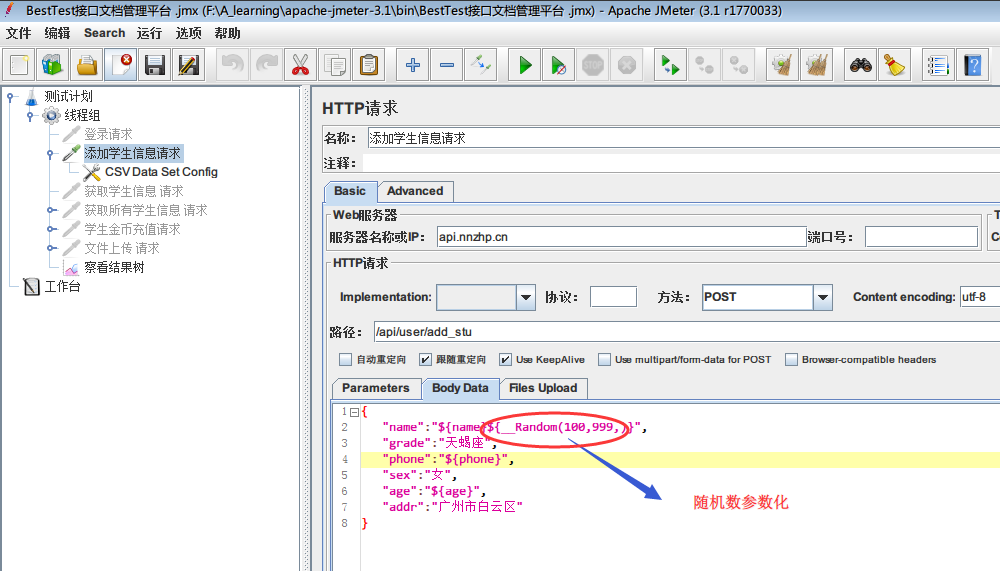 BestTest接口文档管理平台 .jmx (F:\A_learning\apache-jmeter-3.1\bin\BestTest接口文档管理平台 .jmx) - Apache JMeter (3.1 r1770033)
文件 编辑 Search 运行 选项 帮助
测试计划
线程组
登录请求
添加学生信息请求
CSV Data Set Config
获取学生信息 请求
获取所有学生信息 请求
学生金币充值请求
文件上传 请求
察看结果树
工作台
HTTP请求
名称： 添加学生信息请求
注释：
Basic Advanced
Web服务器
服务器名称或IP： api.nnzhp.cn 端口号：
HTTP请求
Implementation: 协议： 方法： POST Content encoding: utf-8
路径： /api/user/add_stu
自动重定向 跟随重定向 Use KeepAlive Use multipart/form-data for POST Browser-compatible headers
Parameters Body Data Files Upload
1 {
2 "name":"${name}${__Random(100,999,)}",
3 "grade":"天蝎座",
4 "phone":"${phone}",
5 "sex":"女",
6 "age":"${age}",
7 "addr":"广州市白云区"
8 }
随机数参数化